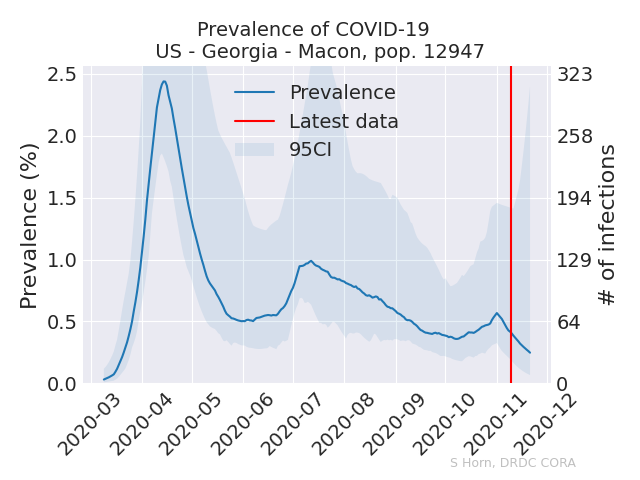 Prevalence of COVID-19
US - Georgia - Macon, pop. 12947
Prevalence
Latest data
95CI
Prevalence (%)
2.5
2.0
1.5
1.0
0.5
0.0
# of infections
323
258
194
129
64
0
2020-03
2020-04
2020-05
2020-06
2020-07
2020-08
2020-09
2020-10
2020-11
2020-12
S Horn, DRDC CORA